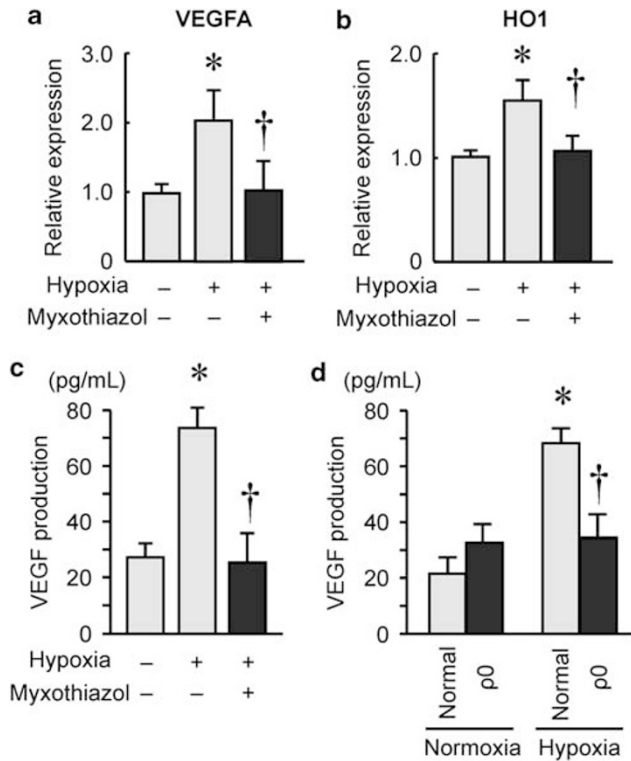 a VEGFA
Relative expression
3.0
2.0
1.0
0
*
†
Hypoxia – + +
Myxothiazol – – +
b HO1
Relative expression
2.0
1.0
0
*
†
Hypoxia – + +
Myxothiazol – – +
c (pg/mL)
VEGF production
80
60
40
20
0
*
†
Hypoxia – + +
Myxothiazol – – +
d (pg/mL)
VEGF production
80
60
40
20
0
*
†
Normal ρ0 Normal ρ0
Normoxia Hypoxia